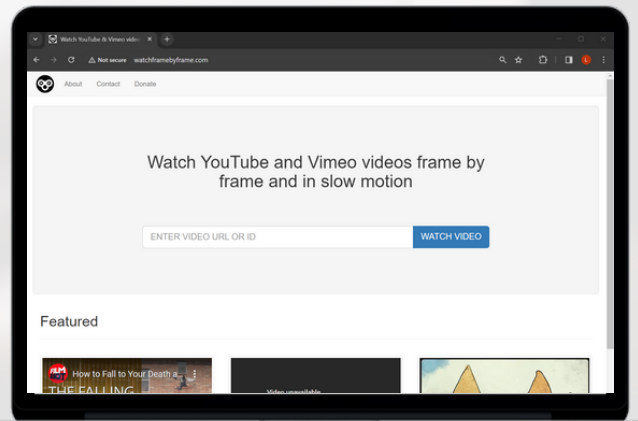 Watch YouTube & Vimeo video
Not secure watchframebyframe.com
L
About Contact Donate
Watch YouTube and Vimeo videos frame by
frame and in slow motion
ENTER VIDEO URL OR ID
WATCH VIDEO
Featured
How to Fall to Your Death a...
THE FALLING
Video unavailable